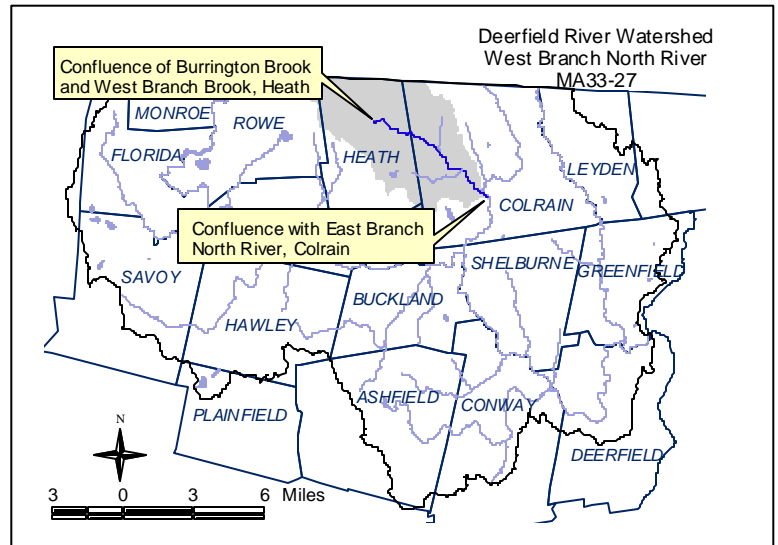 Deerfield River Watershed
West Branch North River
MA33-27
Confluence of Burrington Brook
and West Branch Brook, Heath
MONROE
ROWE
FLORIDA
HEATH
LEYDEN
COLRAIN
Confluence with East Branch
North River, Colrain
SAVOY
SHELBURNE
GREENFIELD
BUCKLAND
HAWLEY
PLAINFIELD
ASHFIELD
CONWAY
DEERFIELD
N
3 0 3 6 Miles